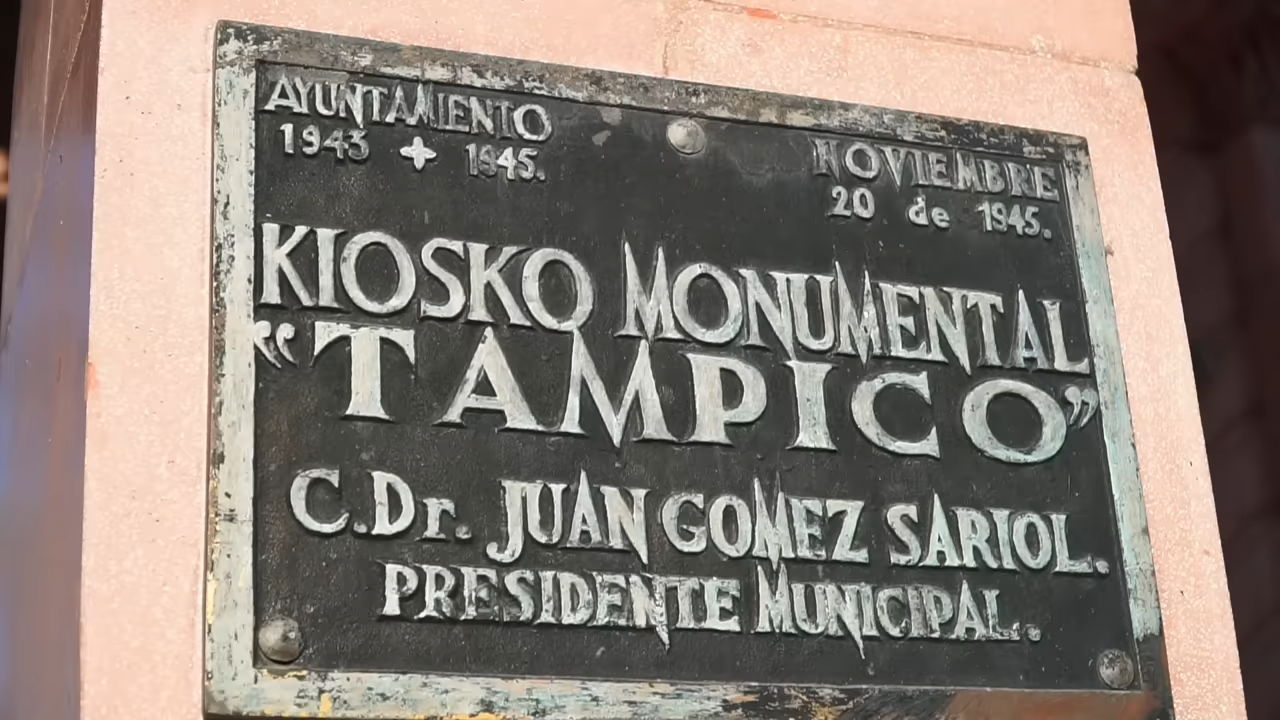 AYUNTAMIENTO
1943 + 1945.
NOVIEMBRE
20 de 1945.
KIOSKO MONUMENTAL
“TAMPICO”
C.Dr. JUAN GOMEZ SARIOL.
PRESIDENTE MUNICIPAL.